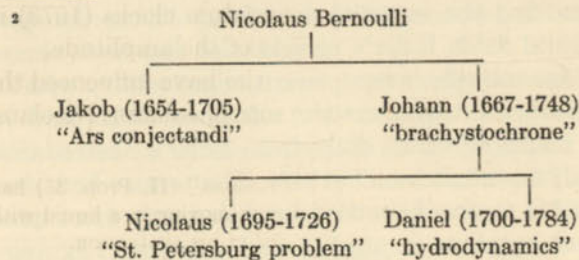 2
Nicolaus Bernoulli
Jakob (1654-1705) Johann (1667-1748)
“Ars conjectandi” “brachystochrone”
Nicolaus (1695-1726) Daniel (1700-1784)
“St. Petersburg problem” “hydrodynamics”